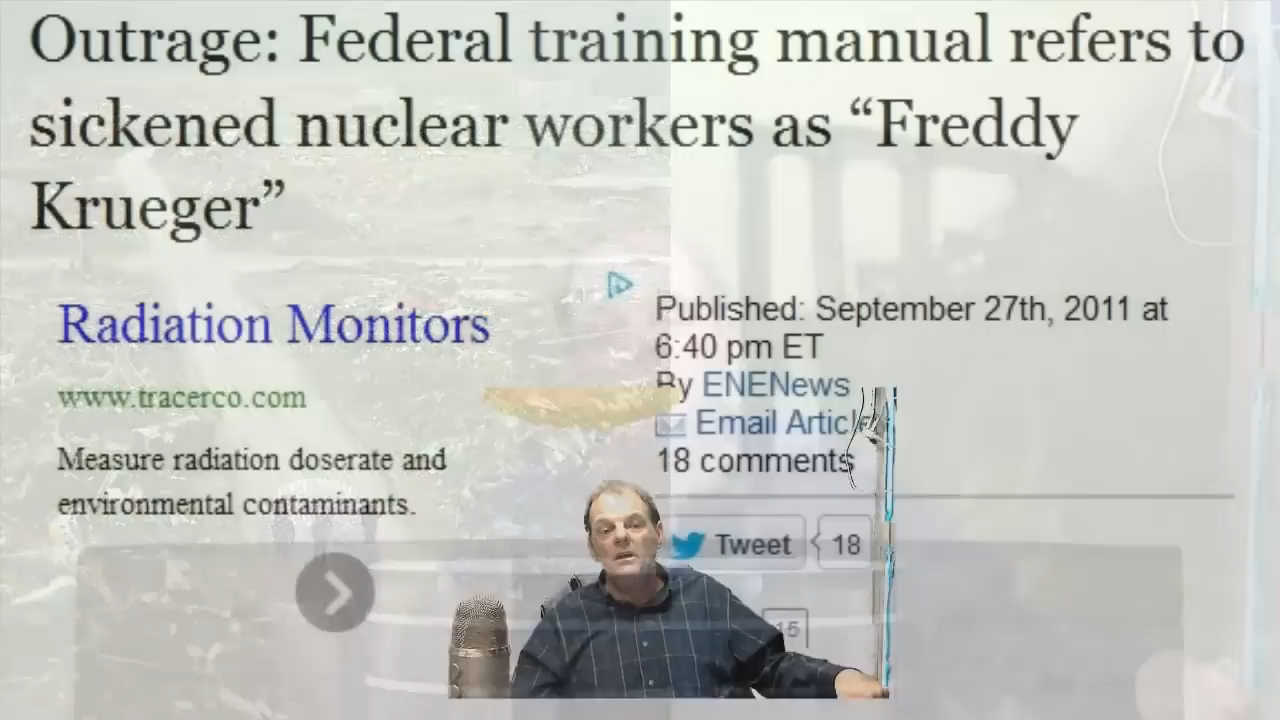 Outrage: Federal training manual refers to
sickened nuclear workers as “Freddy
Krueger”
Radiation Monitors
www.tracerco.com
Measure radiation doserate and
environmental contaminants.
Published: September 27th, 2011 at
6:40 pm ET
By ENENews
Email Article
18 comments
Tweet 18
15